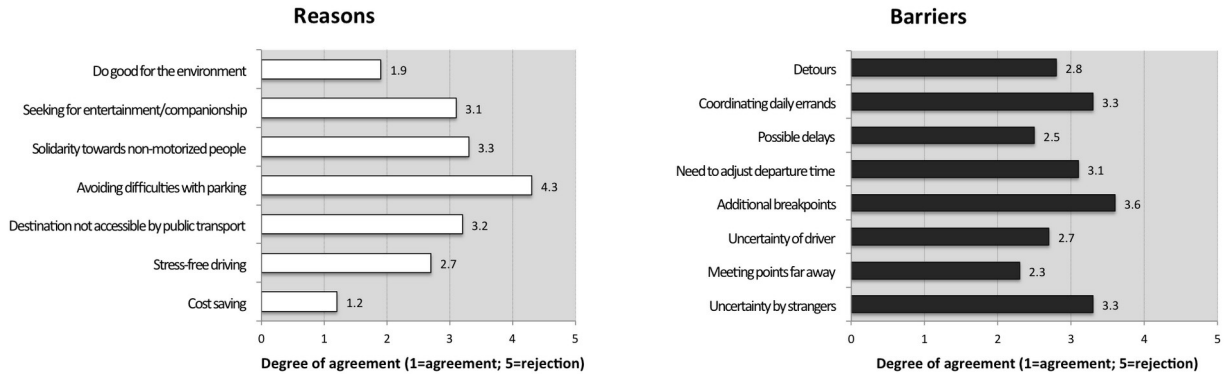 Reasons
Do good for the environment
1.9
Seeking for entertainment/companionship
3.1
Solidarity towards non-motorized people
3.3
Avoiding difficulties with parking
4.3
Destination not accessible by public transport
3.2
Stress-free driving
2.7
Cost saving
1.2
0 1 2 3 4 5
Degree of agreement (1=agreement; 5=rejection)
Barriers
Detours
2.8
Coordinating daily errands
3.3
Possible delays
2.5
Need to adjust departure time
3.1
Additional breakpoints
3.6
Uncertainty of driver
2.7
Meeting points far away
2.3
Uncertainty by strangers
3.3
0 1 2 3 4 5
Degree of agreement (1=agreement; 5=rejection)